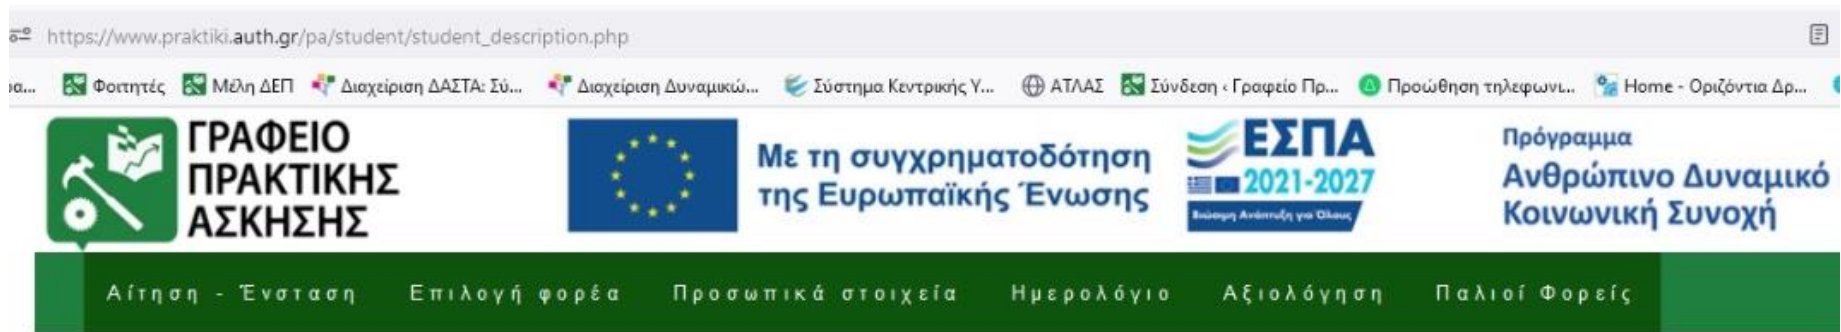 https://www.praktiki.auth.gr/pa/student/student_description.php
Φοιτητές Μέλη ΔΕΠ Διαχείριση ΔΑΣΤΑ: Σύ... Διαχείριση Δυναμικώ... Σύστημα Κεντρικής Υ... ΑΤΛΑΣ Σύνδεση ‹ Γραφείο Πρ... Προώθηση τηλεφωνι... Home - Οριζόντια Δρ...
ΓΡΑΦΕΙΟ
ΠΡΑΚΤΙΚΗΣ
ΑΣΚΗΣΗΣ
Με τη συγχρηματοδότηση
της Ευρωπαϊκής Ένωσης
ΕΣΠΑ
2021-2027
Βιώσιμη Ανάπτυξη για Όλους
Πρόγραμμα
Ανθρώπινο Δυναμικό
Κοινωνική Συνοχή
Αίτηση - Ένσταση Επιλογή φορέα Προσωπικά στοιχεία Ημερολόγιο Αξιολόγηση Παλιοί Φορείς